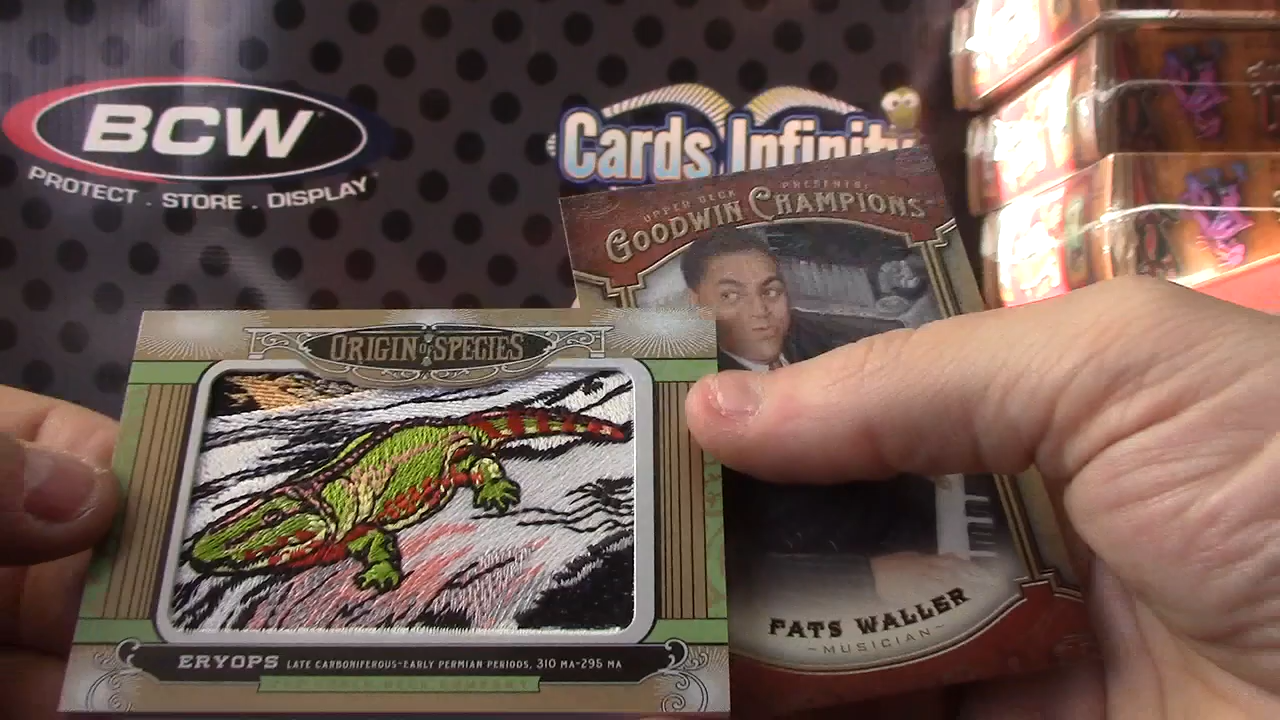 BCW
PROTECT . STORE . DISPLAY
Cards Infinity
UPPER DECK PRESENTS:
GOODWIN CHAMPIONS
FATS WALLER
-MUSICIAN-
ORIGIN OF SPECIES
ERYOPS LATE CARBONIFEROUS-EARLY PERMIAN PERIODS, 310 MA-295 MA